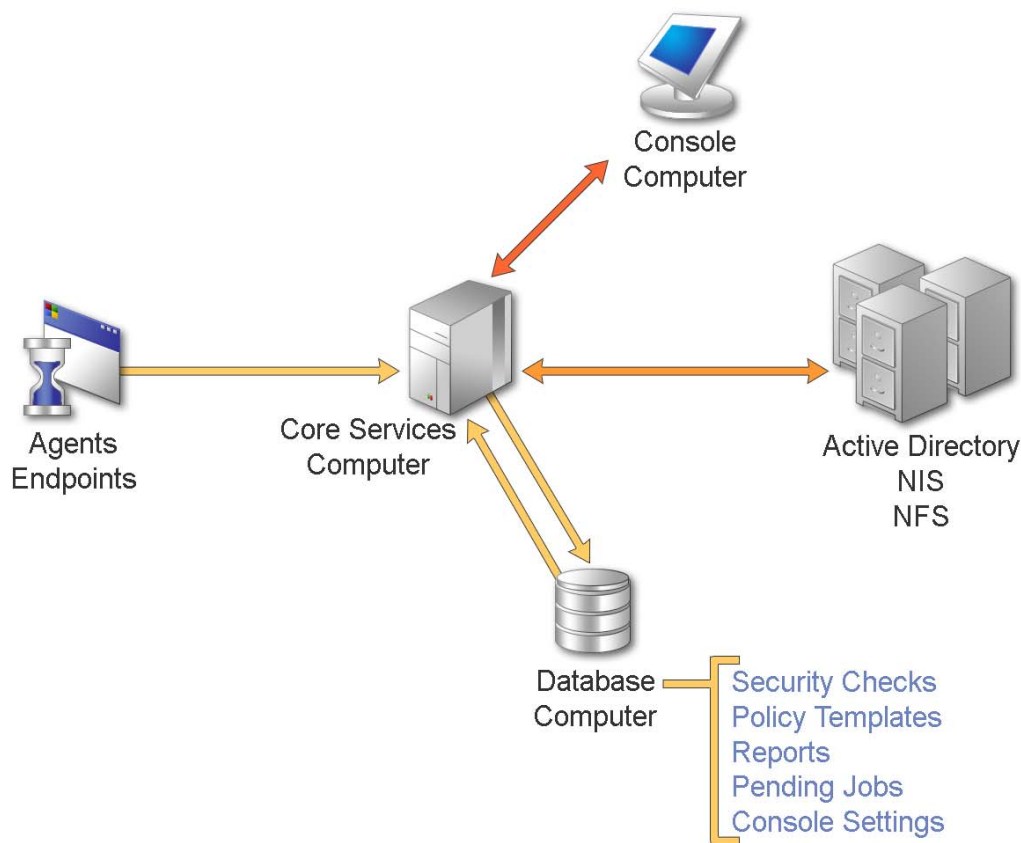 Console
Computer
Agents
Endpoints
Core Services
Computer
Active Directory
NIS
NFS
Database
Computer
Security Checks
Policy Templates
Reports
Pending Jobs
Console Settings